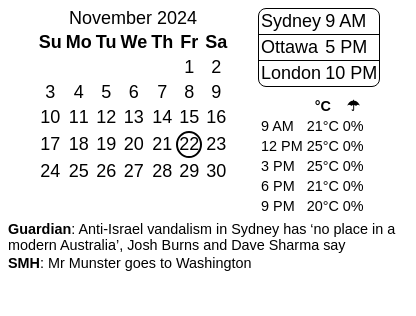 November 2024
Su Mo Tu We Th Fr Sa
1 2
3 4 5 6 7 8 9
10 11 12 13 14 15 16
17 18 19 20 21 22 23
24 25 26 27 28 29 30
Sydney 9 AM
Ottawa 5 PM
London 10 PM
°C ☂
9 AM 21°C 0%
12 PM 25°C 0%
3 PM 25°C 0%
6 PM 21°C 0%
9 PM 20°C 0%
Guardian: Anti-Israel vandalism in Sydney has ‘no place in a
modern Australia’, Josh Burns and Dave Sharma say
SMH: Mr Munster goes to Washington